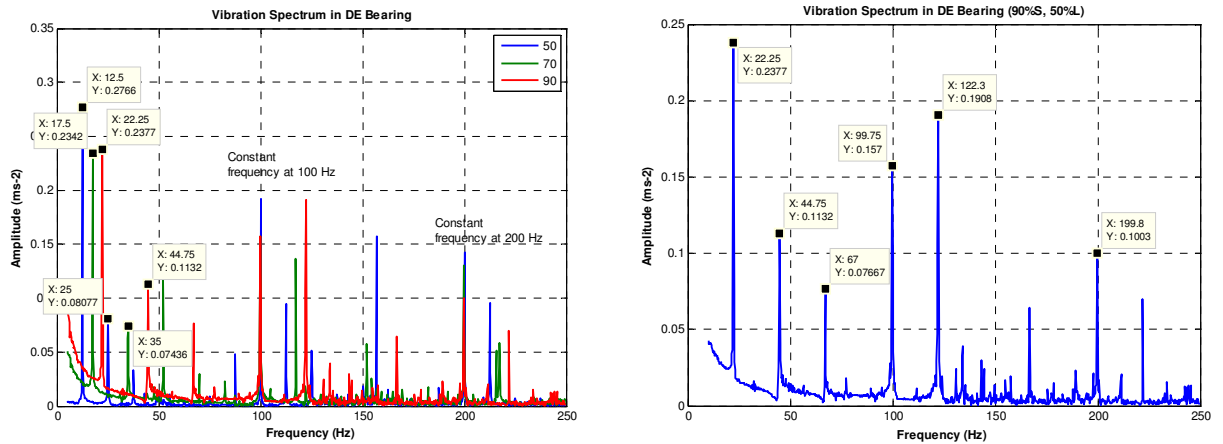 Vibration Spectrum in DE Bearing
0.35
0.3
0.2
0.15
0.1
0.05
0
0
50
100
150
200
250
Amplitude (ms-2)
Frequency (Hz)
50
70
90
X: 12.5
Y: 0.2766
X: 17.5
Y: 0.2342
X: 22.25
Y: 0.2377
Constant
frequency at 100 Hz
Constant
frequency at 200 Hz
X: 44.75
Y: 0.1132
X: 25
Y: 0.08077
X: 35
Y: 0.07436
Vibration Spectrum in DE Bearing (90%S, 50%L)
0.25
0.2
0.15
0.1
0.05
0
0
50
100
150
200
250
Amplitude (ms-2)
Frequency (Hz)
X: 22.25
Y: 0.2377
X: 122.3
Y: 0.1908
X: 99.75
Y: 0.157
X: 44.75
Y: 0.1132
X: 67
Y: 0.07667
X: 199.8
Y: 0.1003